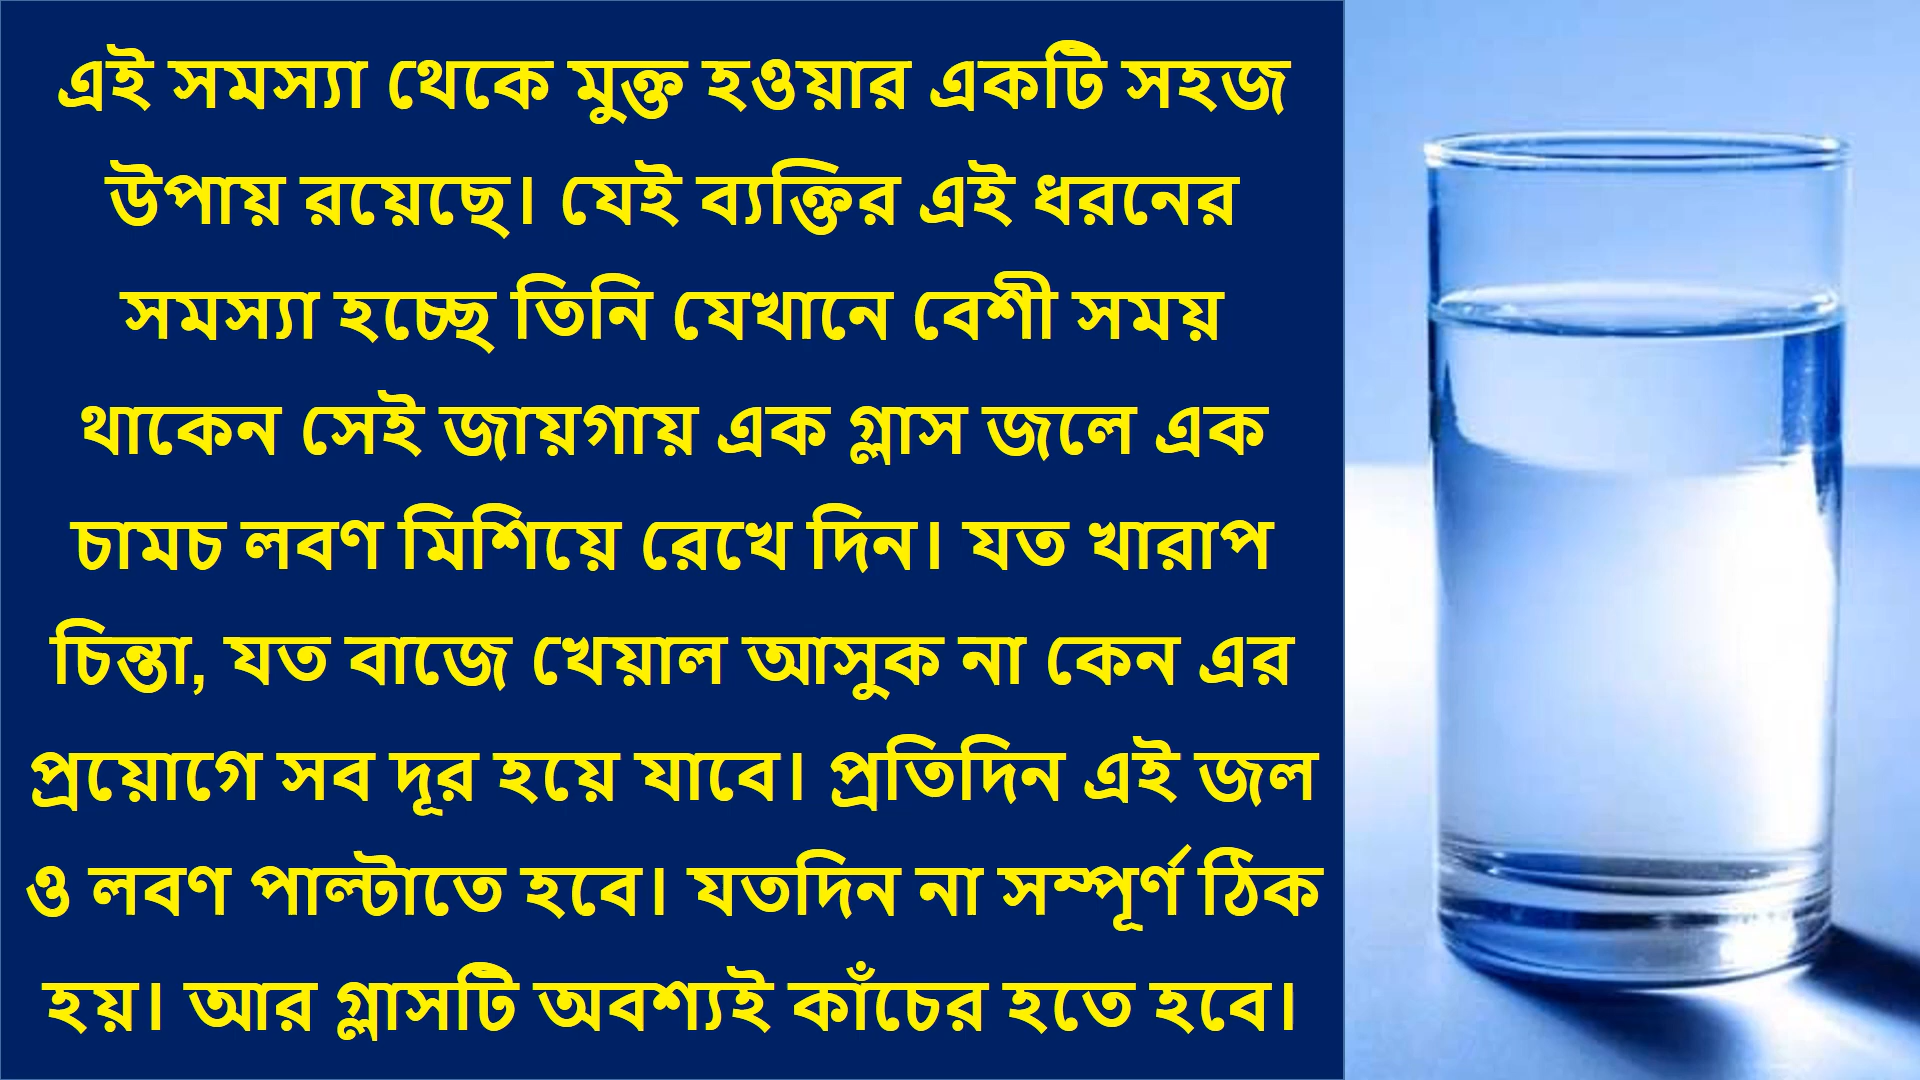 এই সমস্যা থেকে মুক্ত হওয়ার একটি সহজ
উপায় রয়েছে। যেই ব্যক্তির এই ধরনের
সমস্যা হচ্ছে তিনি যেখানে বেশী সময়
থাকেন সেই জায়গায় এক গ্লাস জলে এক
চামচ লবণ মিশিয়ে রেখে দিন। যত খারাপ
চিন্তা, যত বাজে খেয়াল আসুক না কেন এর
প্রয়োগে সব দূর হয়ে যাবে। প্রতিদিন এই জল
ও লবণ পাল্টাতে হবে। যতদিন না সম্পূর্ণ ঠিক
হয়। আর গ্লাসটি অবশ্যই কাঁচের হতে হবে।